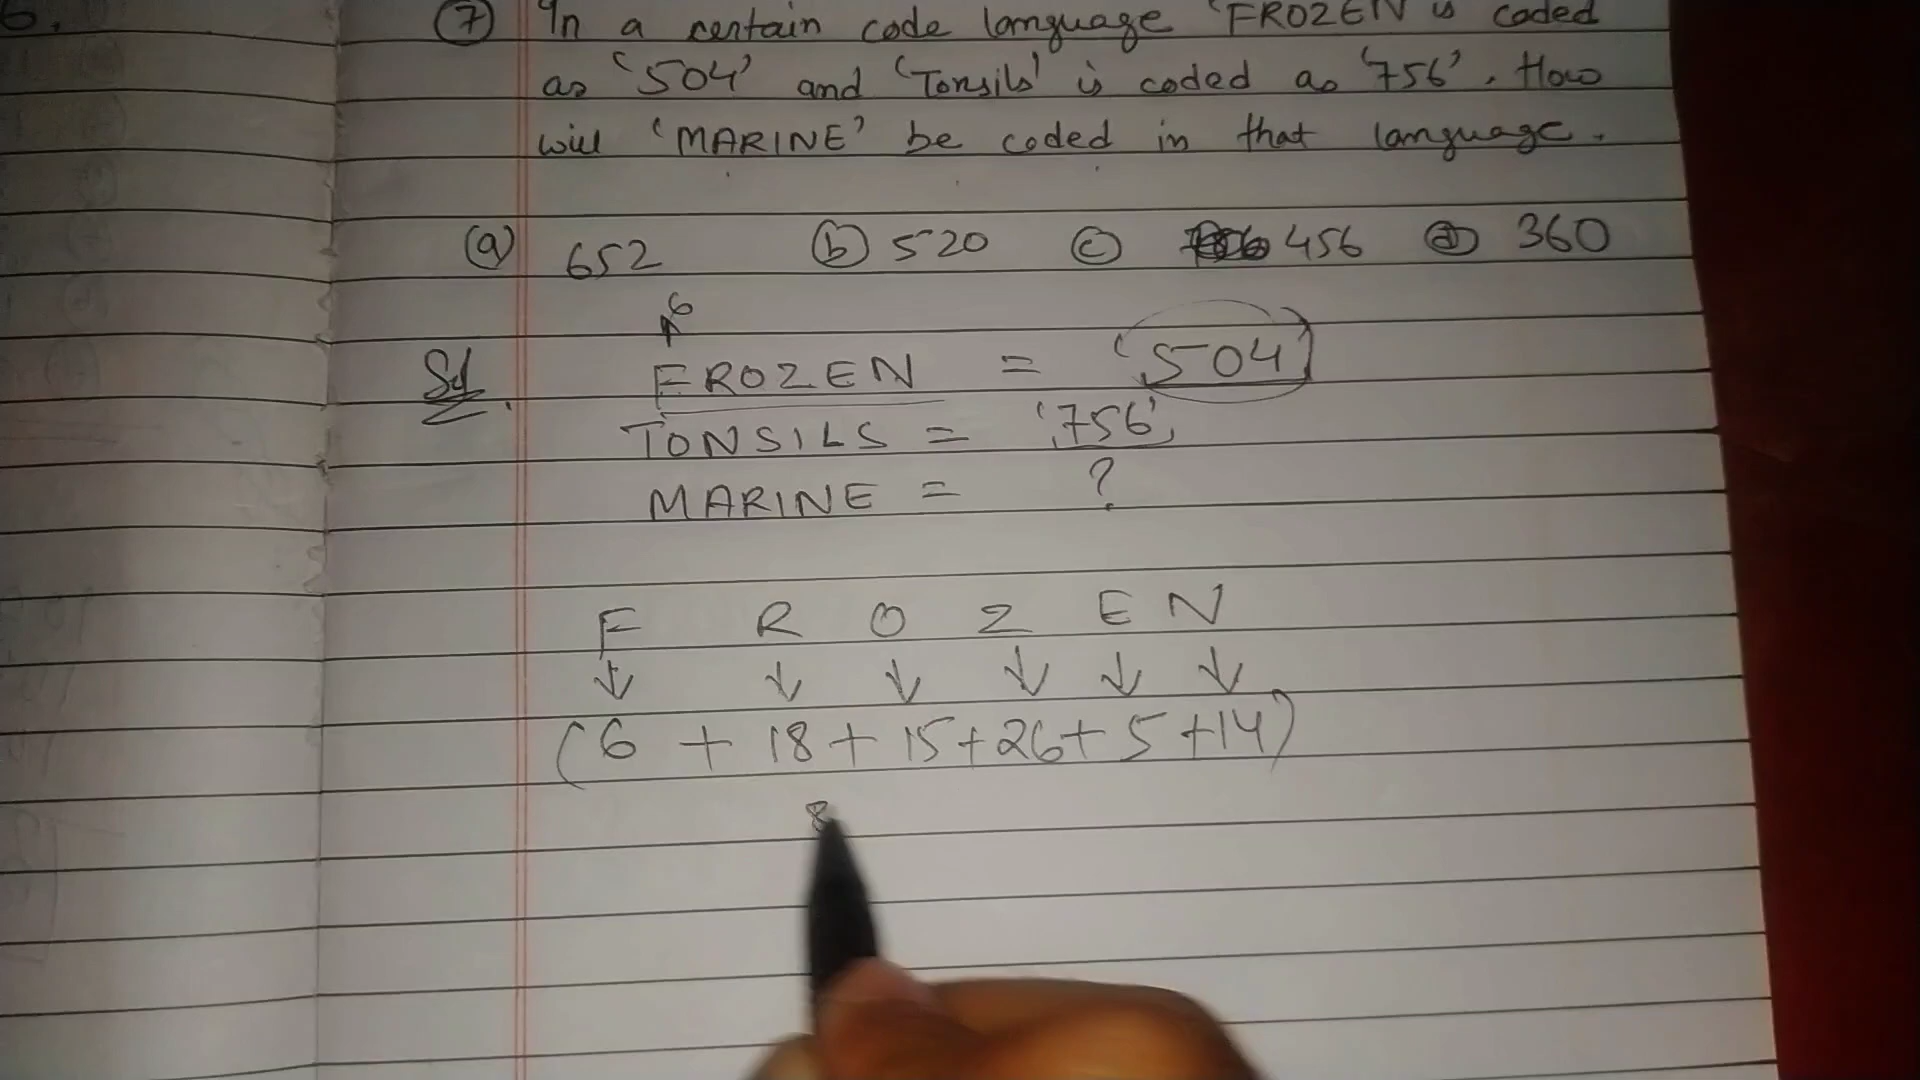 6.
(7) In a certain code language 'FROZEN is coded
as '504' and 'Tonsils' is coded as '756'. How
will 'MARINE' be coded in that language.
(a) 652 (b) 520 (c) 456 (d) 360
6
Sol. FROZEN = '504'
TONSILS = '756'
MARINE = ?
F R O Z E N
↓ ↓ ↓ ↓ ↓ ↓
(6 + 18 + 15 + 26 + 5 + 14)
8